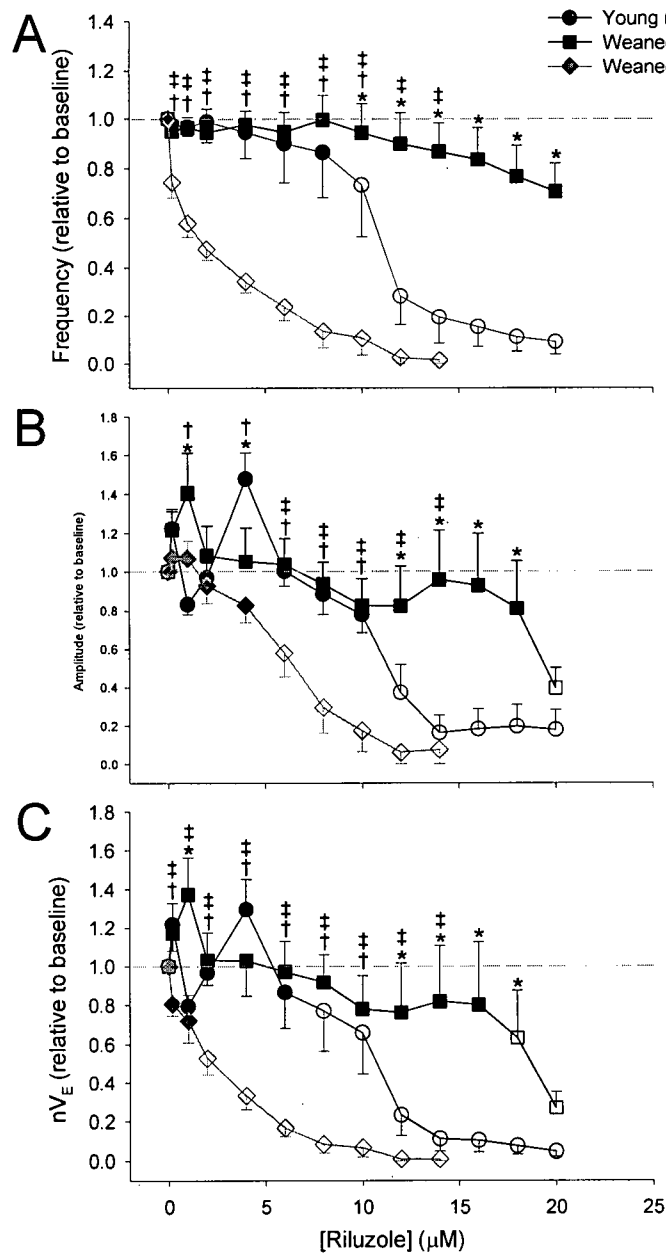 Young
Weane
Weane
A
Frequency (relative to baseline)
1.4
1.2
1.0
0.8
0.6
0.4
0.2
0.0
‡ ‡ ‡ ‡ ‡ ‡ ‡ ‡ ‡
† † † † † † † * * * * *
*
B
Amplitude (relative to baseline)
1.8
1.6
1.4
1.2
1.0
0.8
0.6
0.4
0.2
0.0
† † ‡
* * ‡ ‡ ‡ ‡ * * *
† † † *
C
nVE (relative to baseline)
1.8
1.6
1.4
1.2
1.0
0.8
0.6
0.4
0.2
0.0
‡ ‡
‡ * ‡ † ‡ ‡ ‡ ‡ ‡ * *
† † † † † * *
0 5 10 15 20
[Riluzole] (μM)